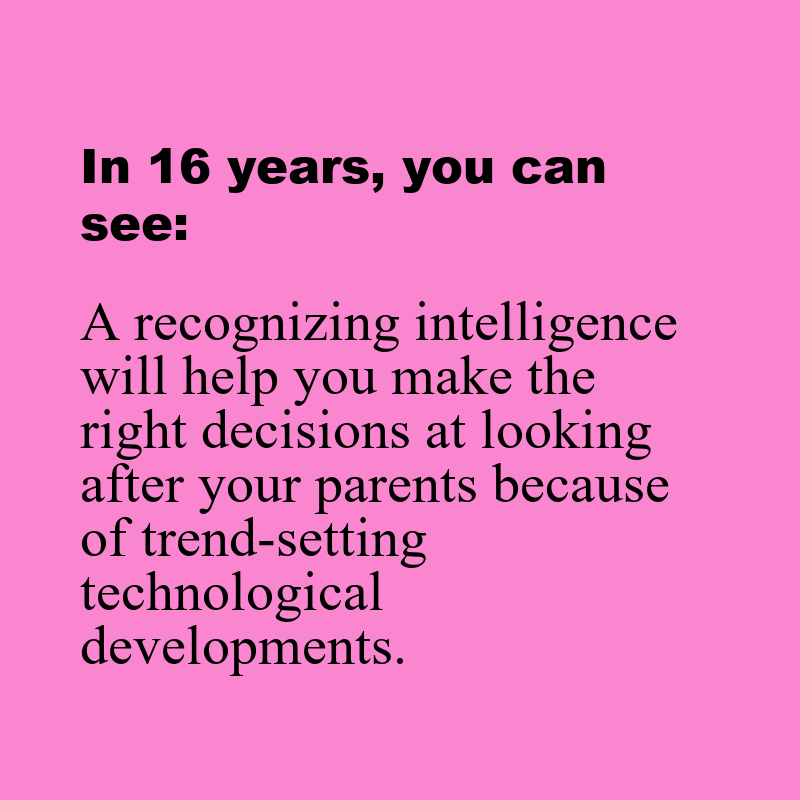 In 16 years, you can
see:
A recognizing intelligence
will help you make the
right decisions at looking
after your parents because
of trend-setting
technological
developments.